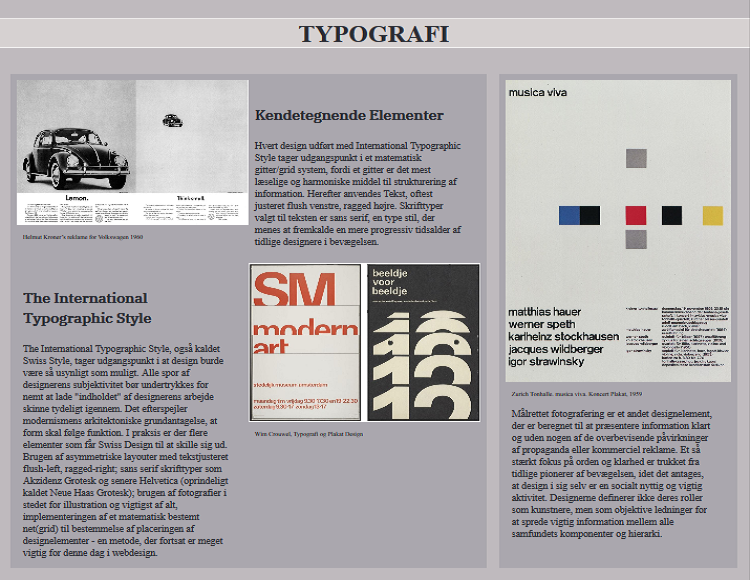 TYPOGRAFI
Lemon.
Think small.
Helmut Kroner's reklame for Volkswagen 1960
The International
Typographic Style
The International Typographic Style, også kaldet
Swiss Style, tager udgangspunkt i at design burde
være så usynligt som muligt. Alle spor af
designerens subjektivitet bør undertrykkes for
nemt at lade "indholdet" af designerens arbejde
skinne tydeligt igennem. Det efterspejler
modernismens arkitektoniske grundantagelse, at
form skal følge funktion. I praksis er der flere
elementer som får Swiss Design til at skille sig ud.
Brugen af asymmetriske layouter med tekstjusteret
flush-left, ragged-right; sans serif skrifttyper som
Akzidenz Grotesk og senere Helvetica (oprindeligt
kaldet Neue Haas Grotesk); brugen af fotografier i
stedet for illustration og vigtigst af alt,
implementeringen af et matematisk bestemt
net(grid) til bestemmelse af placeringen af
designelementer - en metode, der fortsat er meget
vigtig for denne dag i webdesign.
Kendetegnende Elementer
Hvert design udført med International Typographic
Style tager udgangspunkt i et matematisk
gitter/grid system, fordi et gitter er det mest
læselige og harmoniske middel til strukturering af
information. Herefter anvendes Tekst, oftest
justeret flush venstre, ragged højre. Skrifttyper
valgt til teksten er sans serif, en type stil, der
menes at fremkalde en mere progressiv tidsalder af
tidlige designere i bevægelsen.
SM
modern
art
stedelijk museum amsterdam
beeldje
voor
beeldje
Wim Crouwel, Typografi og Plakat Design
musica viva
matthias hauer
werner speth
karlheinz stockhausen
jacques wildberger
igor strawinsky
Zurich Tonhalle. musica viva. Koncert Plakat, 1959
Målrettet fotografering er et andet designelement,
der er beregnet til at præsentere information klart
og uden nogen af de overbevisende påvirkninger
af propaganda eller kommerciel reklame. Et så
stærkt fokus på orden og klarhed er trukket fra
tidlige pionerer af bevægelsen, idet det antages,
at design i sig selv er en socialt nyttig og vigtig
aktivitet. Designerne definerer ikke deres roller
som kunstnere, men som objektive ledninger for
at sprede vigtig information mellem alle
samfundets komponenter og hierarki.